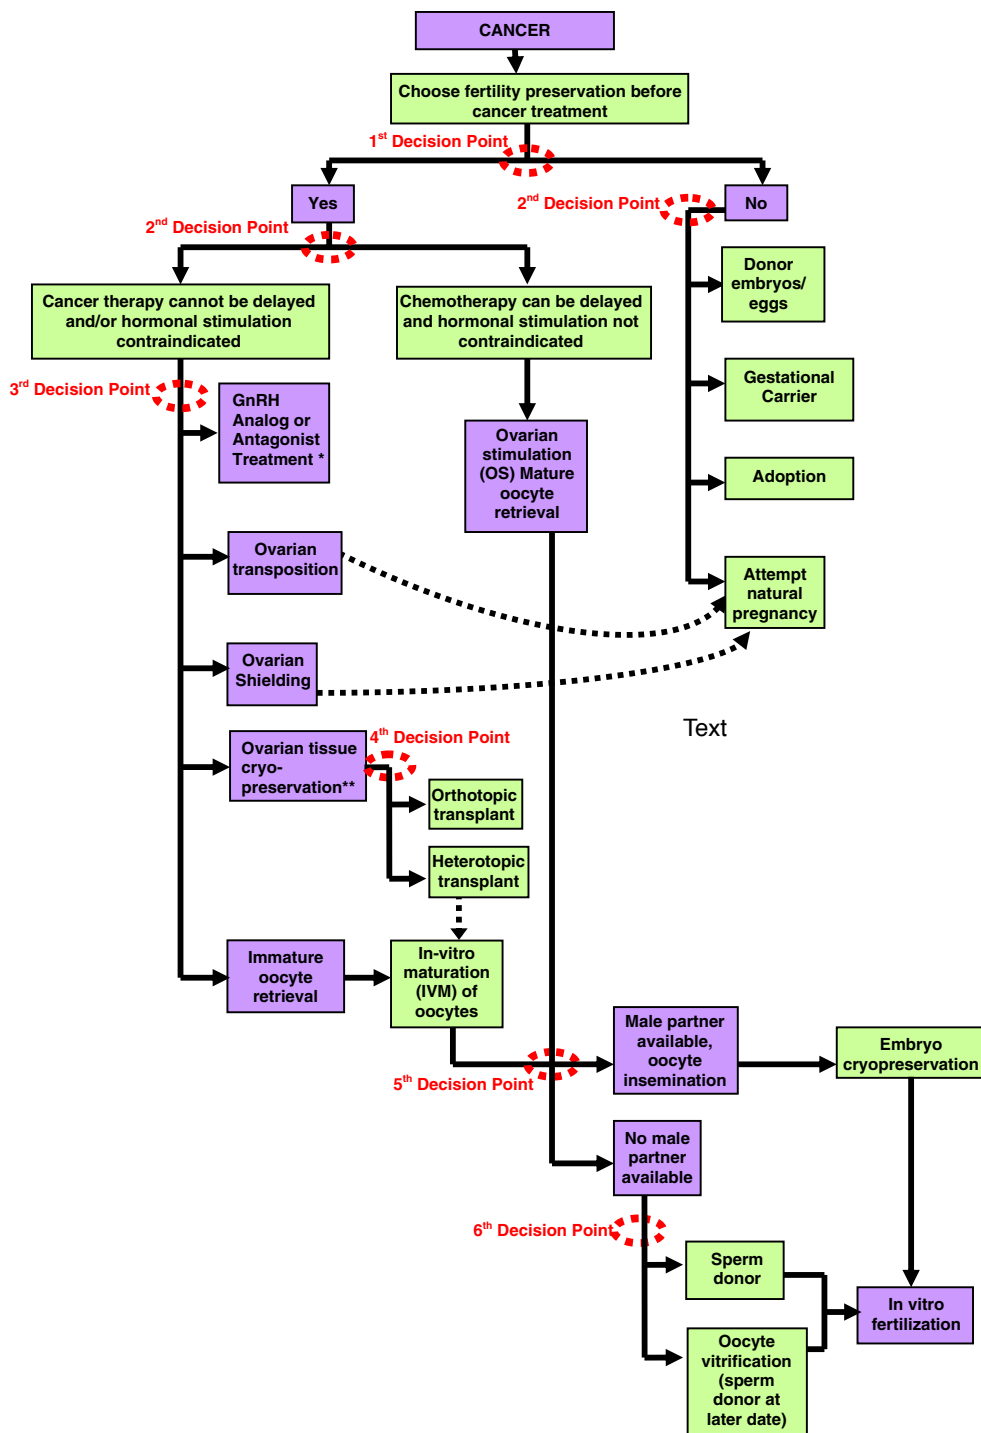 CANCER
Choose fertility preservation before
cancer treatment
1st Decision Point
Yes
No
2nd Decision Point
2nd Decision Point
Cancer therapy cannot be delayed
and/or hormonal stimulation
contraindicated
Chemotherapy can be delayed
and hormonal stimulation not
contraindicated
Donor
embryos/
eggs
3rd Decision Point
GnRH
Analog or
Antagonist
Treatment *
Gestational
Carrier
Ovarian
stimulation
(OS) Mature
oocyte
retrieval
Adoption
Ovarian
transposition
Attempt
natural
pregnancy
Ovarian
Shielding
Text
4th Decision Point
Ovarian tissue
cryo-
preservation**
Orthotopic
transplant
Heterotopic
transplant
Immature
oocyte
retrieval
In-vitro
maturation
(IVM) of
oocytes
5th Decision Point
Male partner
available,
oocyte
insemination
Embryo
cryopreservation
No male
partner
available
6th Decision Point
Sperm
donor
In vitro
fertilization
Oocyte
vitrification
(sperm
donor at
later date)